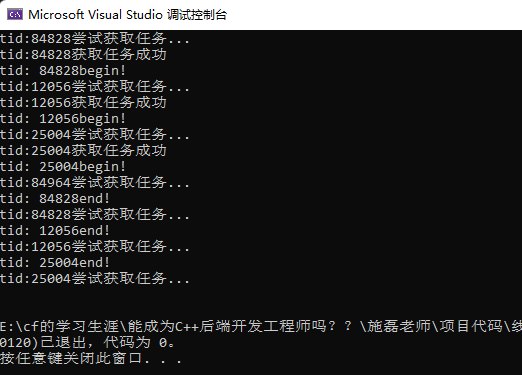 Microsoft Visual Studio 调试控制台
tid:84828尝试获取任务...
tid:84828获取任务成功
tid: 84828begin!
tid:12056尝试获取任务...
tid:12056获取任务成功
tid: 12056begin!
tid:25004尝试获取任务...
tid:25004获取任务成功
tid: 25004begin!
tid:84964尝试获取任务...
tid: 84828end!
tid:84828尝试获取任务...
tid: 12056end!
tid:12056尝试获取任务...
tid: 25004end!
tid:25004尝试获取任务...
E:\cf的学习生涯\能成为C++后端开发工程师吗？？\施磊老师\项目代码\线
0120)已退出，代码为 0。
按任意键关闭此窗口. . .